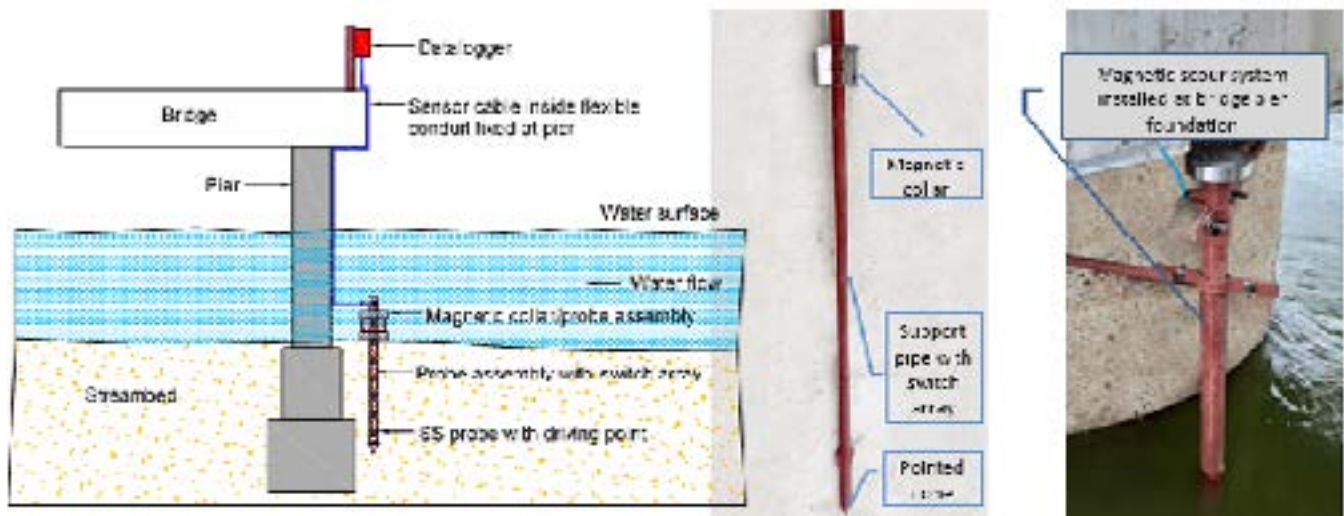 Datalogger
Bridge
Sensor cable inside flexible
conduit fixed at pier
Pier
Water surface
Water flow
Magnetic collar/probe assembly
Probe assembly with switch array
Streambed
SS probe with driving point
Magnetic
collar
Support
pipe with
switch
array
Pointed
cone
Magnetic scour system
installed at bridge pier
foundation